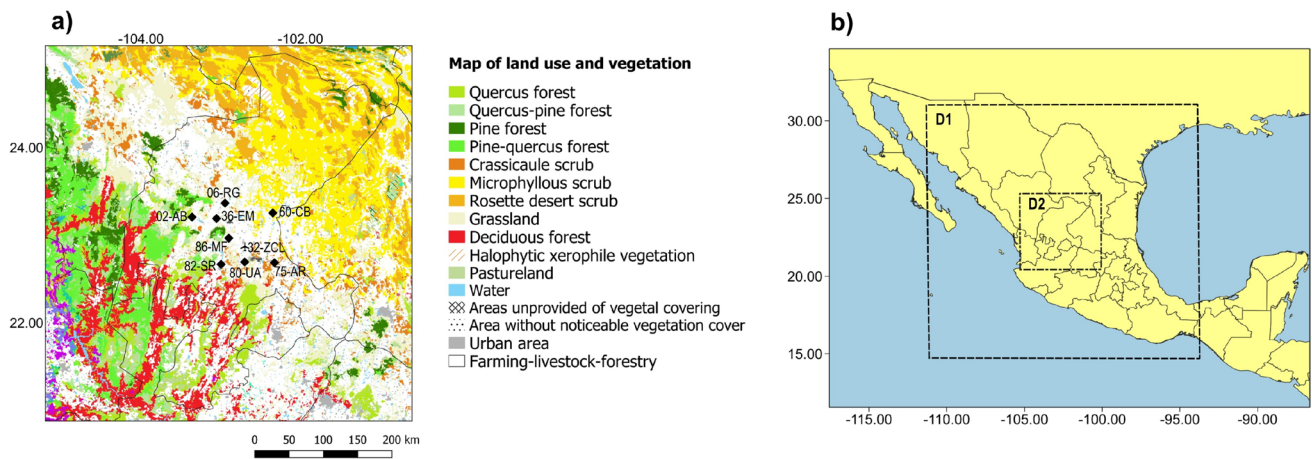 a)
-104.00
-102.00
24.00
22.00
06-RG
02-AB
36-EM
60-CB
86-MF
132-ZCL
82-SR
80-UA
75-AR
0 50 100 150 200 km
Map of land use and vegetation
Quercus forest
Quercus-pine forest
Pine forest
Pine-quercus forest
Crassicaule scrub
Microphyllous scrub
Rosette desert scrub
Grassland
Deciduous forest
Halophytic xerophile vegetation
Pastureland
Water
Areas unprovided of vegetal covering
Area without noticeable vegetation cover
Urban area
Farming-livestock-forestry
b)
D1
D2
30.00
25.00
20.00
15.00
-115.00 -110.00 -105.00 -100.00 -95.00 -90.00